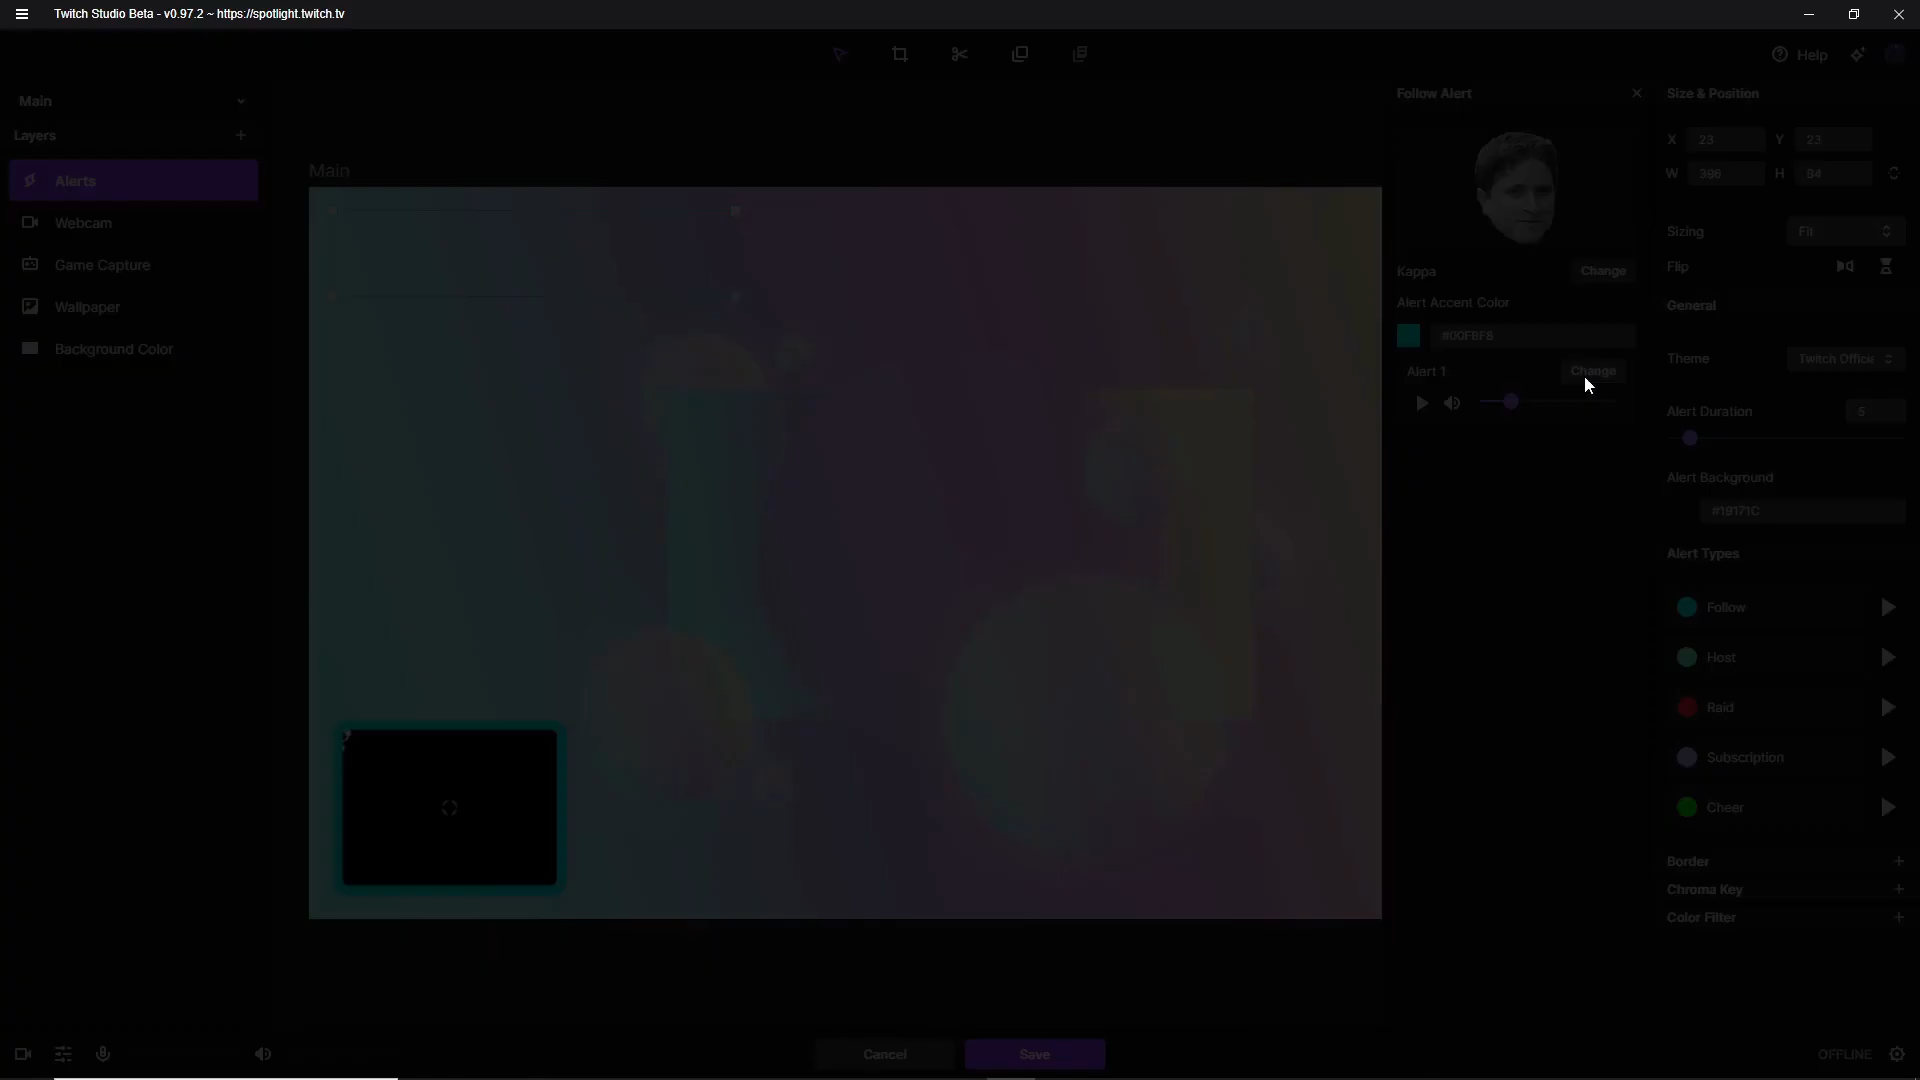 Twitch Studio Beta - v0.97.2 ~ https://spotlight.twitch.tv
Help
Main
Layers
Alerts
Webcam
Game Capture
Wallpaper
Background Color
Main
Follow Alert
Kappa
Change
Alert Accent Color
Alert 1
Change
Size & Position
X 23 Y 23
W 396 H 84
Sizing Fit
Flip
General
Theme Twitch Officia
Alert Duration 5
Alert Background
#19171C
Alert Types
Follow
Host
Raid
Subscription
Cheer
Border
Chroma Key
Color Filter
Cancel
Save
OFFLINE